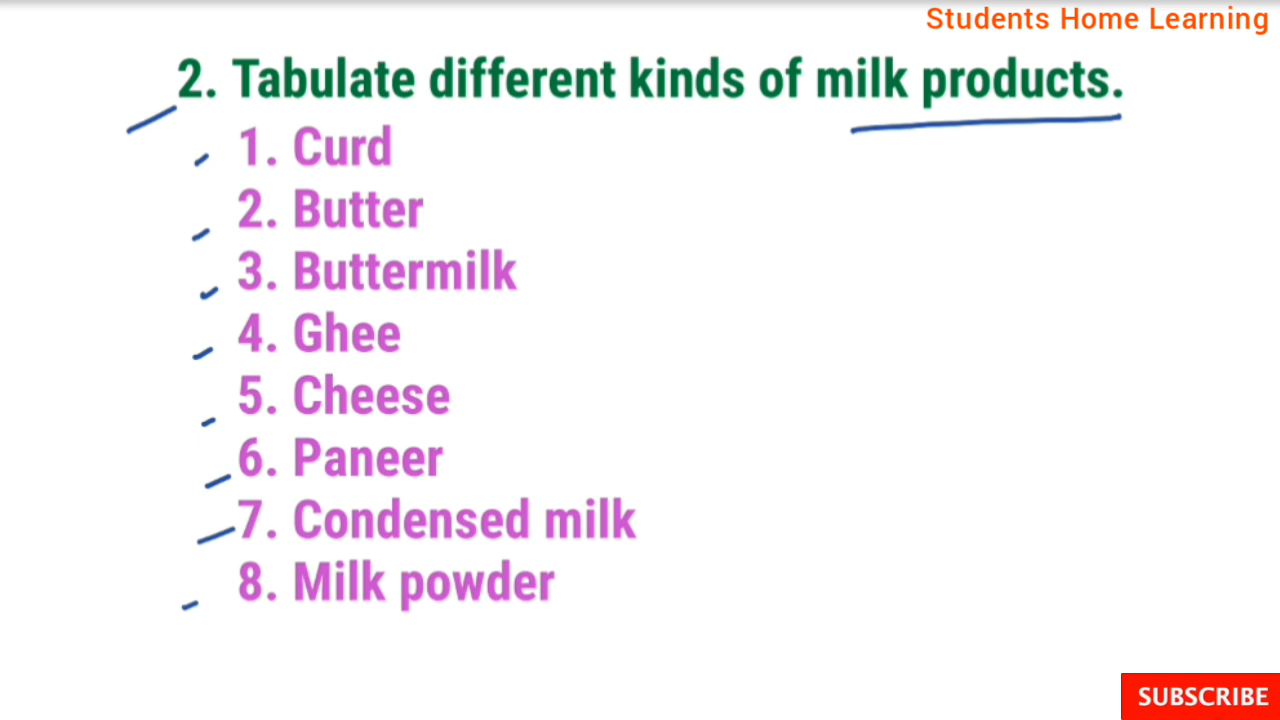 Students Home Learning
2. Tabulate different kinds of milk products.
1. Curd
2. Butter
3. Buttermilk
4. Ghee
5. Cheese
6. Paneer
7. Condensed milk
8. Milk powder
SUBSCRIBE